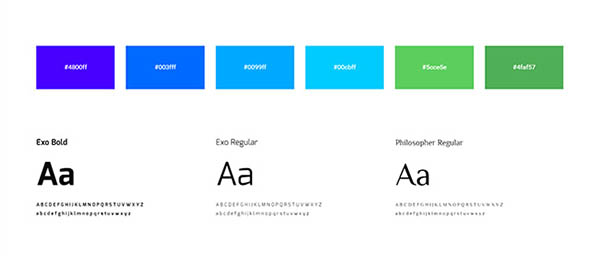 #4800ff #003fff #0099ff #00cbff #5cce5e #4faf57
Exo Bold Exo Regular Philosopher Regular
Aa Aa Aa
ABCDEFGHIJKLMNOPQRSTUVWXYZ ABCDEFGHIJKLMNOPQRSTUVWXYZ ABCDEFGHIJKLMNOPQRSTUVWXYZ
abcdefghijklmnopqrstuvwxyz abcdefghijklmnopqrstuvwxyz abcdefghijklmnopqrstuvwxyz